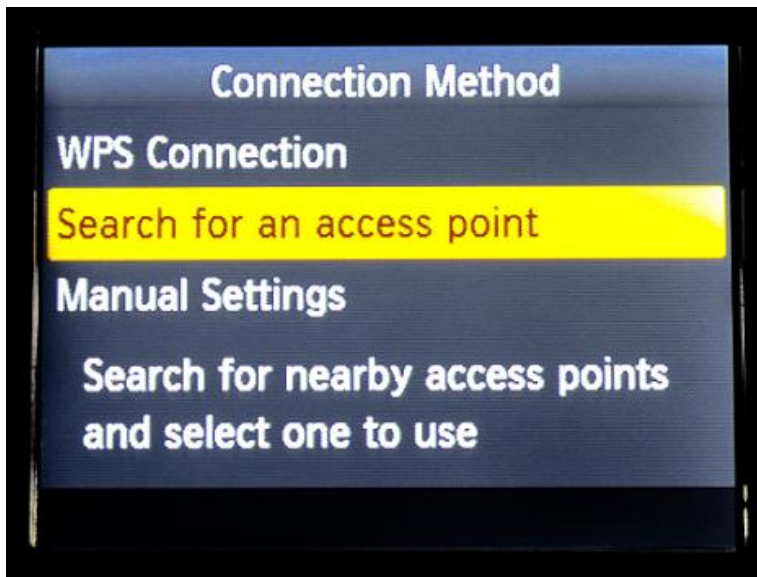 Connection Method
WPS Connection
Search for an access point
Manual Settings
Search for nearby access points
and select one to use